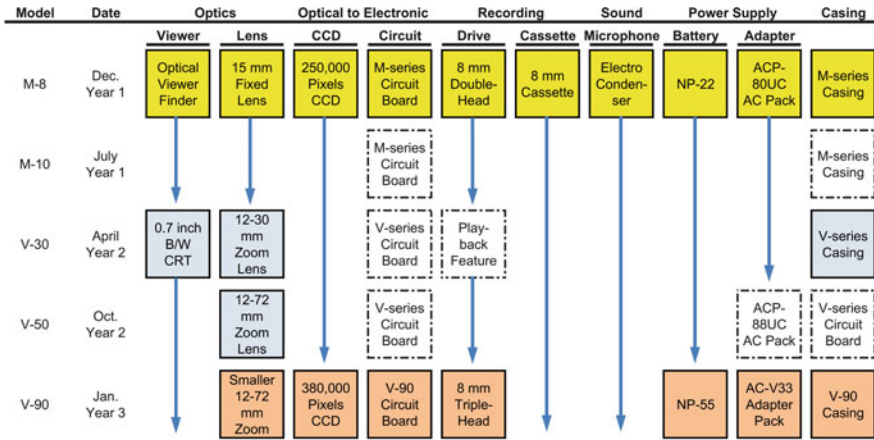 Model Date Optics Optical to Electronic Recording Sound Power Supply Casing
Viewer Lens CCD Circuit Drive Cassette Microphone Battery Adapter
M-8
Dec.
Year 1
Optical
Viewer
Finder
15 mm
Fixed
Lens
250,000
Pixels
CCD
M-series
Circuit
Board
8 mm
Double-
Head
8 mm
Cassette
Electro
Conden-
ser
NP-22
ACP-
80UC
AC Pack
M-series
Casing
M-10
July
Year 1
M-series
Circuit
Board
M-series
Casing
V-30
April
Year 2
0.7 inch
B/W
CRT
12-30
mm
Zoom
Lens
V-series
Circuit
Board
Play-
back
Feature
V-series
Casing
V-50
Oct.
Year 2
12-72
mm
Zoom
Lens
V-series
Circuit
Board
ACP-
88UC
AC Pack
V-series
Circuit
Board
V-90
Jan.
Year 3
Smaller
12-72
mm
Zoom
380,000
Pixels
CCD
V-90
Circuit
Board
8 mm
Triple-
Head
NP-55
AC-V33
Adapter
Pack
V-90
Casing